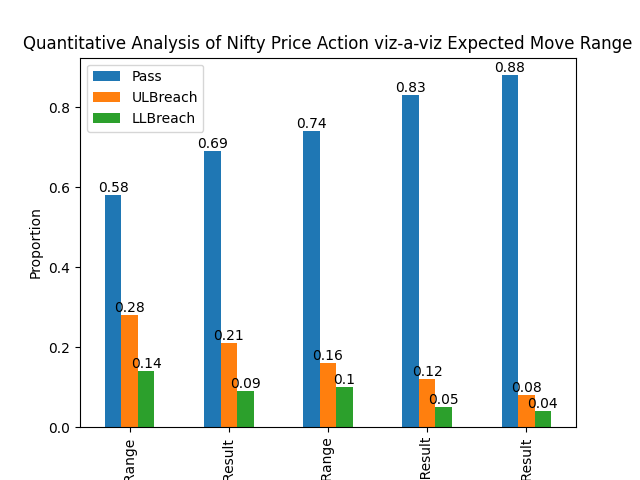 Quantitative Analysis of Nifty Price Action viz-a-viz Expected Move Range
Pass
ULBreach
LLBreach
Proportion
0.8
0.6
0.4
0.2
0.0
0.58
0.28
0.14
0.69
0.21
0.09
0.74
0.16
0.1
0.83
0.12
0.05
0.88
0.08
0.04
Range
Result
Range
Result
Result